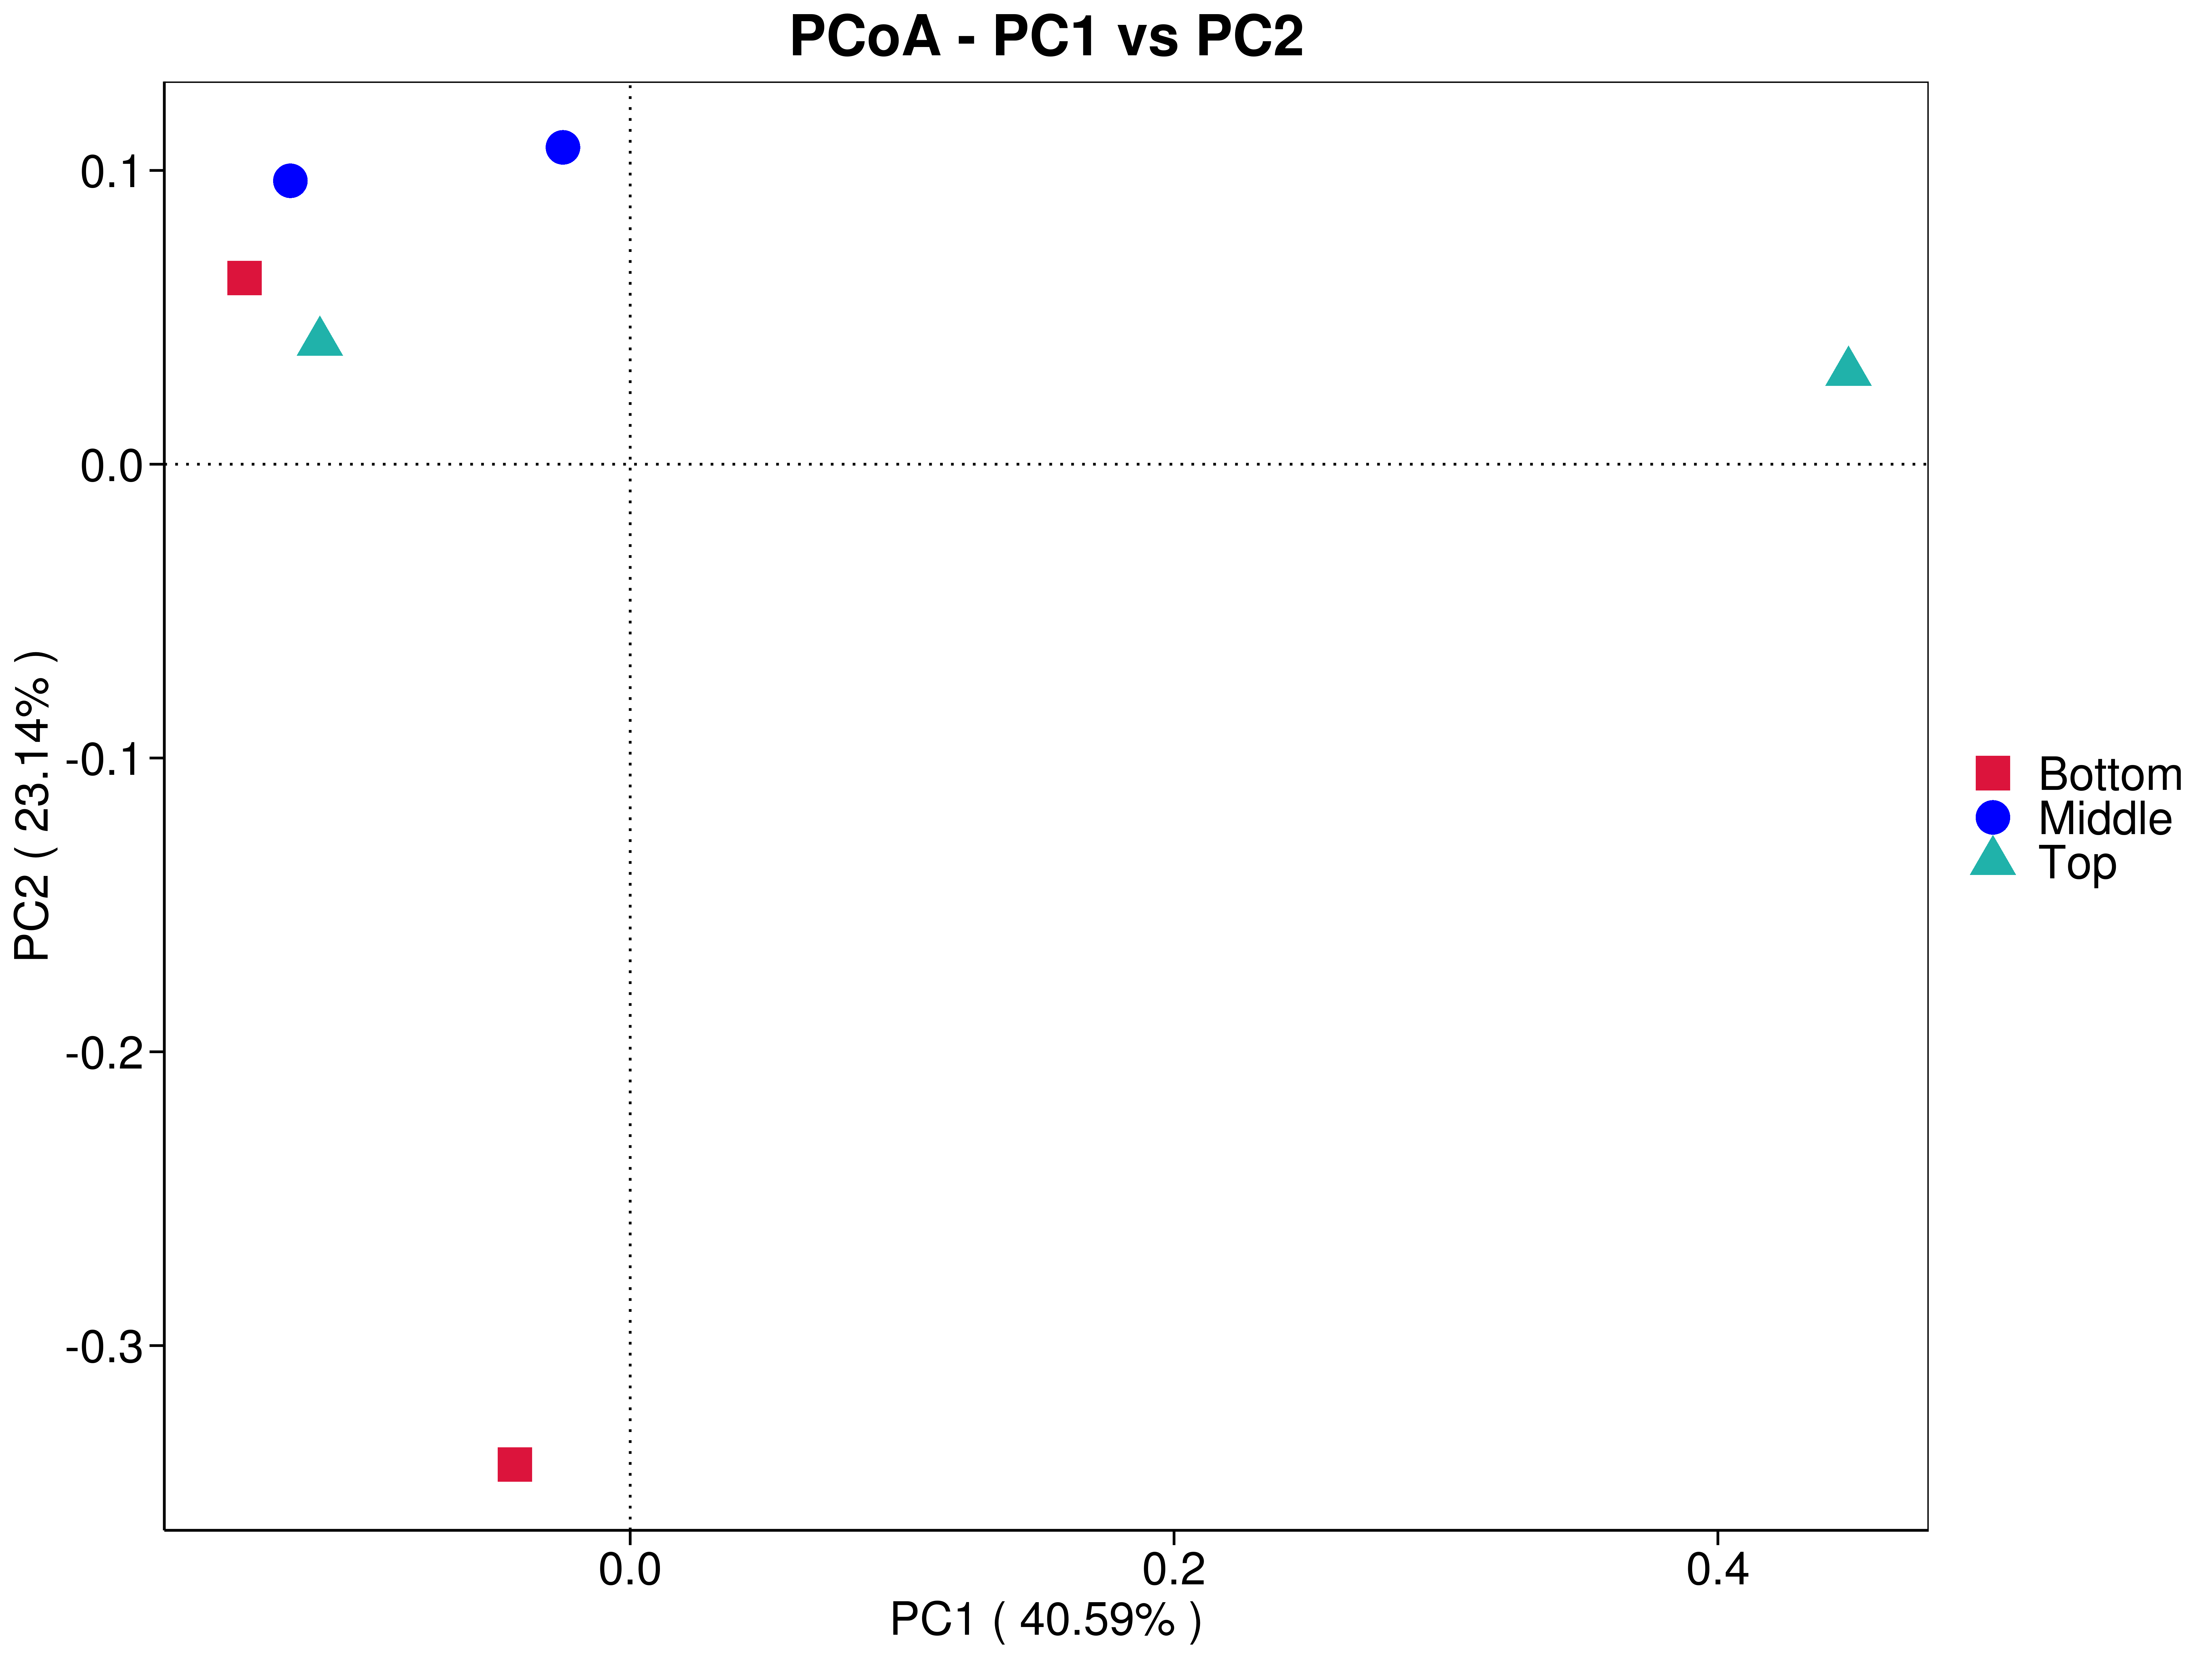 PCoA - PC1 vs PC2
0.1
0.0
-0.1
-0.2
-0.3
PC2 ( 23.14% )
0.0 0.2 0.4
PC1 ( 40.59% )
Bottom
Middle
Top